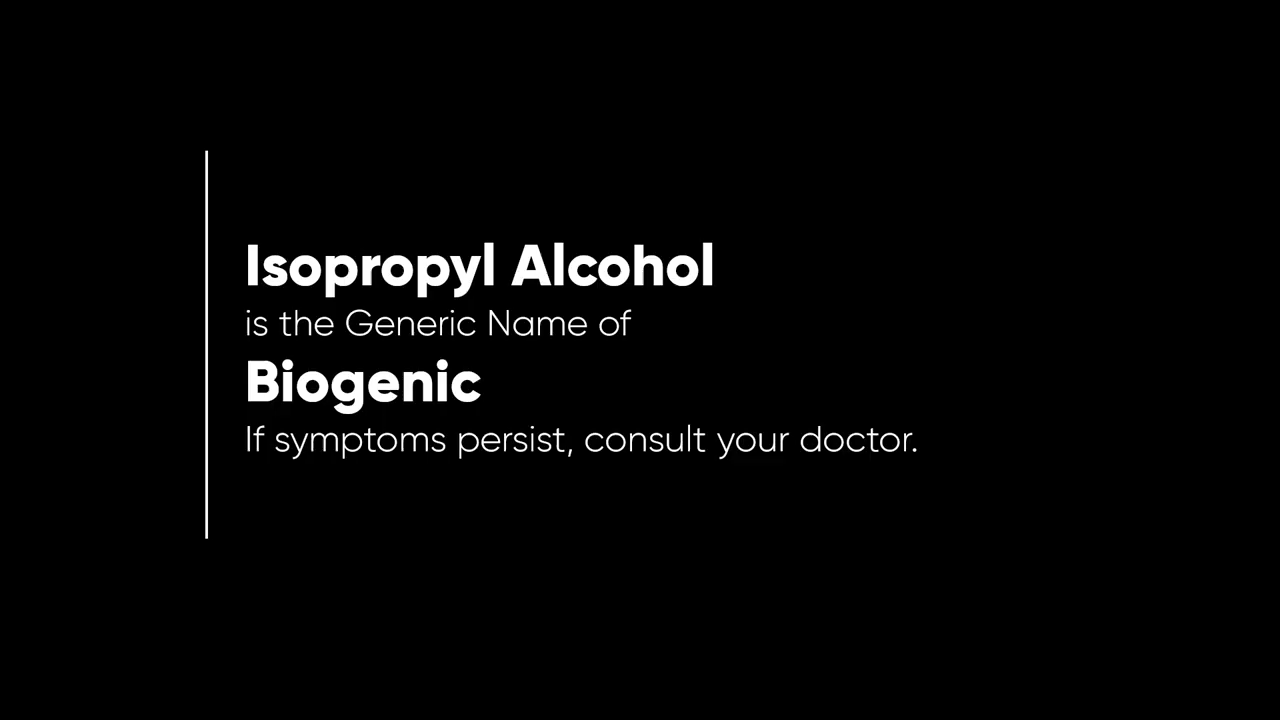 Isopropyl Alcohol
is the Generic Name of
Biogenic
If symptoms persist, consult your doctor.